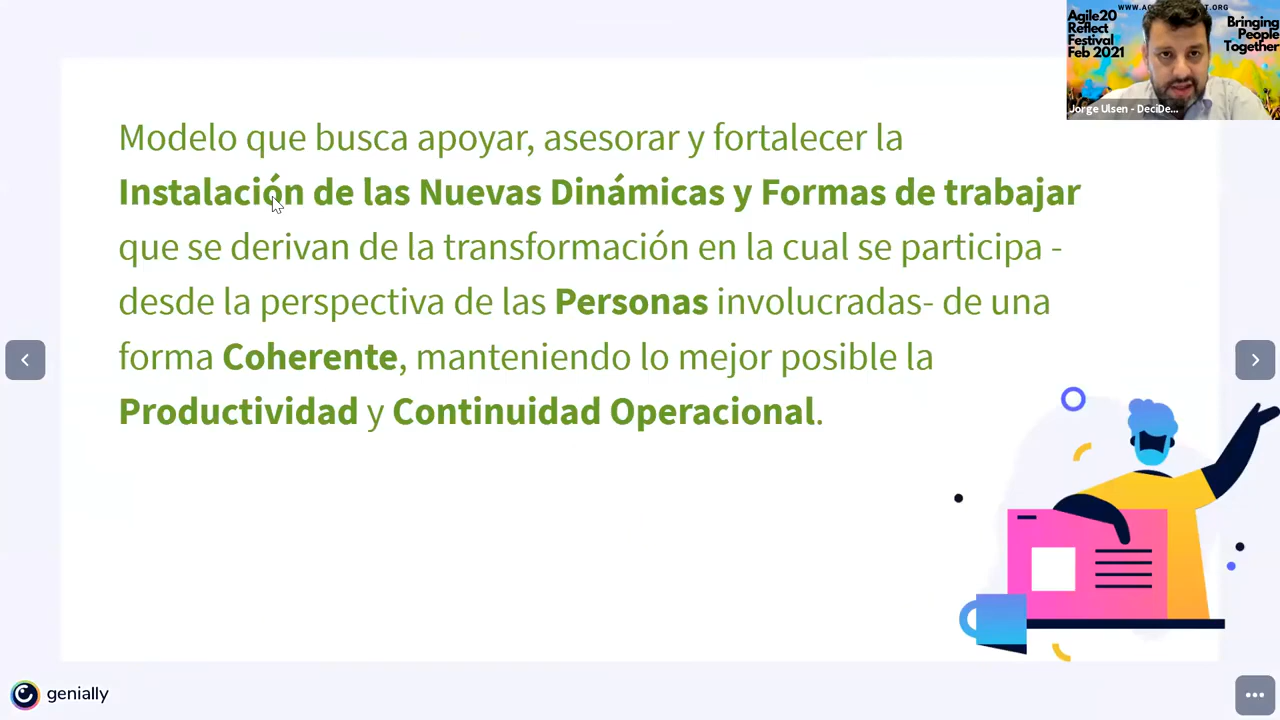 WWW.AG
T.ORG
Agile20
Reflect
Festival
Feb 2021
Bringing
People
Together
Jorge Ulsen - DeciDe...
Modelo que busca apoyar, asesorar y fortalecer la
Instalación de las Nuevas Dinámicas y Formas de trabajar
que se derivan de la transformación en la cual se participa -
desde la perspectiva de las Personas involucradas- de una
forma Coherente, manteniendo lo mejor posible la
Productividad y Continuidad Operacional.
genially